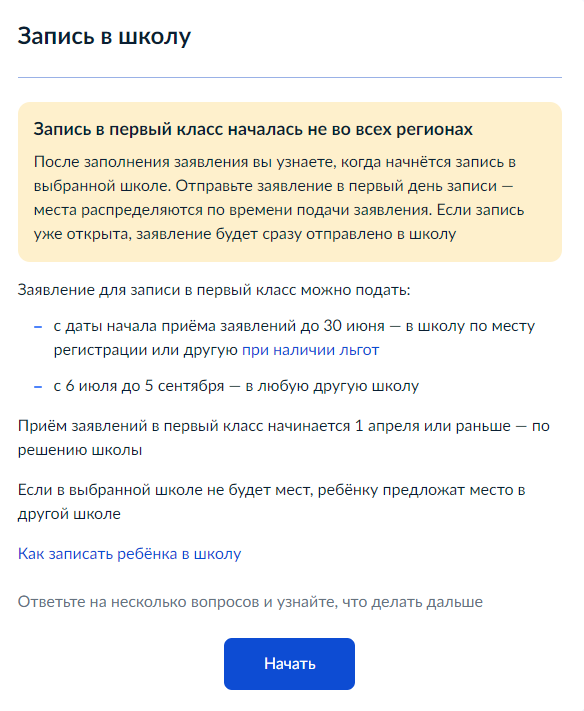 Запись в школу
Запись в первый класс началась не во всех регионах
После заполнения заявления вы узнаете, когда начнётся запись в
выбранной школе. Отправьте заявление в первый день записи —
места распределяются по времени подачи заявления. Если запись
уже открыта, заявление будет сразу отправлено в школу
Заявление для записи в первый класс можно подать:
– с даты начала приёма заявлений до 30 июня — в школу по месту
регистрации или другую при наличии льгот
– с 6 июля до 5 сентября — в любую другую школу
Приём заявлений в первый класс начинается 1 апреля или раньше — по
решению школы
Если в выбранной школе не будет мест, ребёнку предложат место в
другой школе
Как записать ребёнка в школу
Ответьте на несколько вопросов и узнайте, что делать дальше
Начать